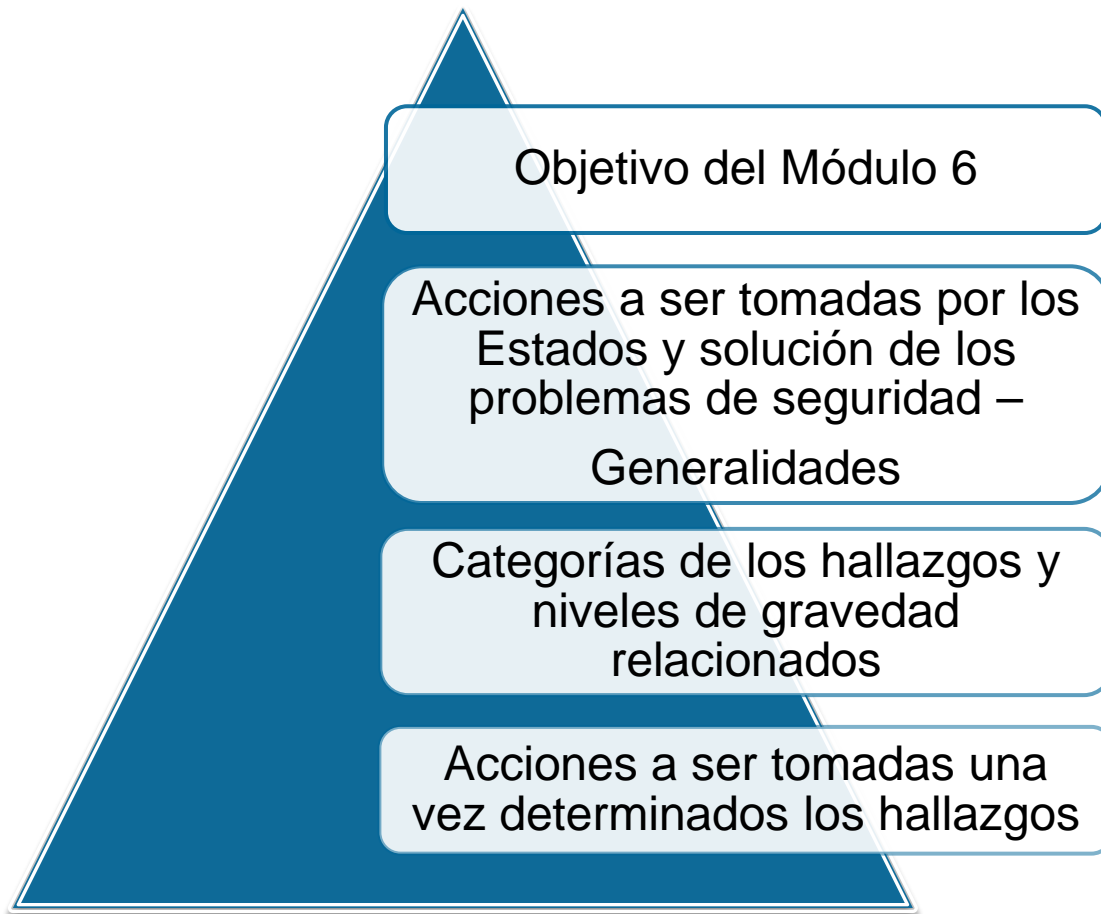 Objetivo del Módulo 6
Acciones a ser tomadas por los
Estados y solución de los
problemas de seguridad –
Generalidades
Categorías de los hallazgos y
niveles de gravedad
relacionados
Acciones a ser tomadas una
vez determinados los hallazgos